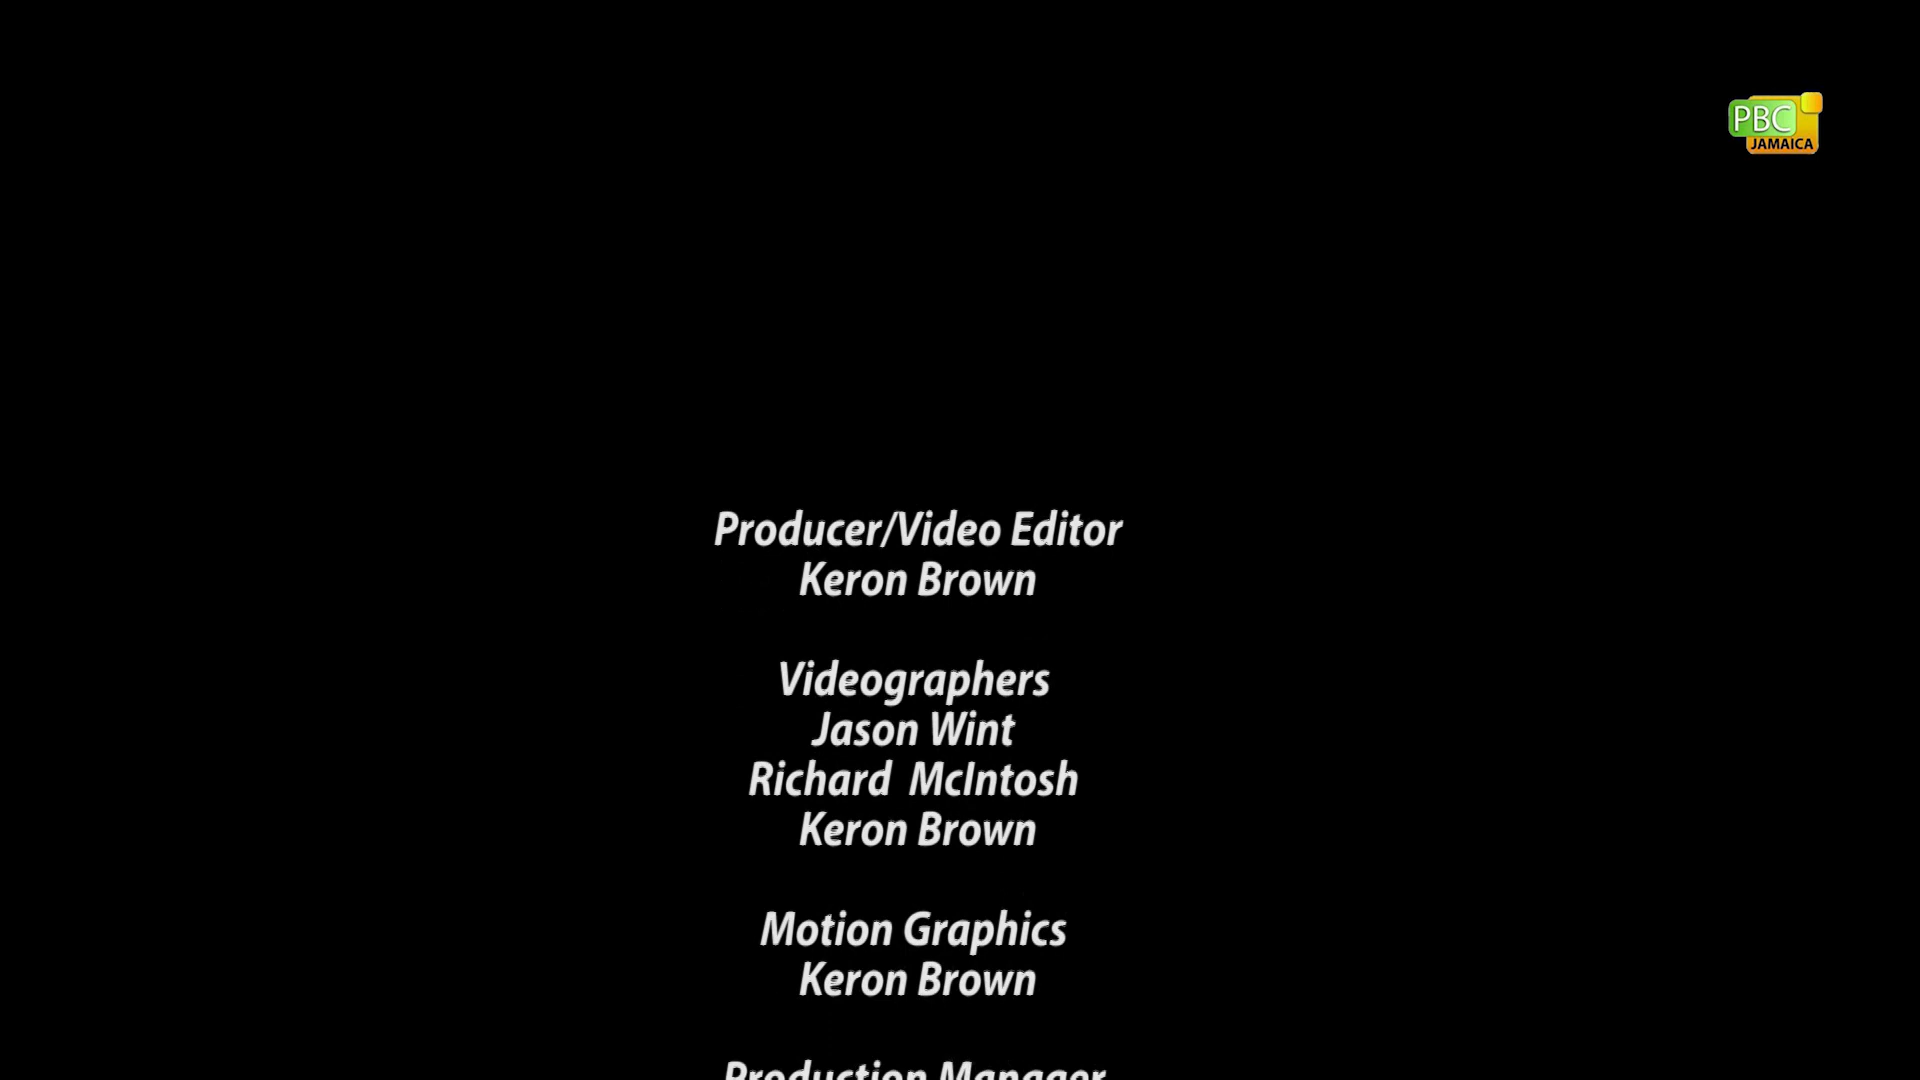 PBC
JAMAICA
Producer/Video Editor
Keron Brown
Videographers
Jason Wint
Richard McIntosh
Keron Brown
Motion Graphics
Keron Brown
Production Manager